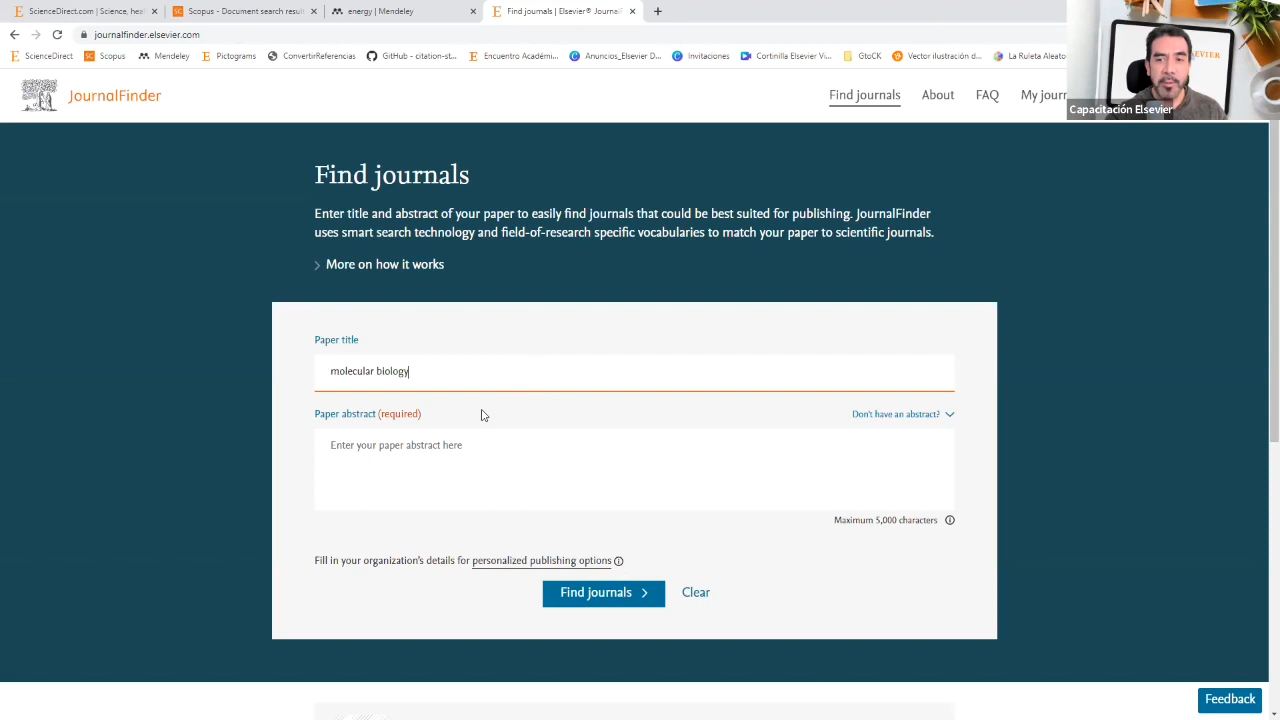 ScienceDirect.com | Science, heal
Scopus - Document search result
energy | Mendeley
Find journals | Elsevier® JournalF
journalfinder.elsevier.com
ScienceDirect
Scopus
Mendeley
Pictograms
ConvertirReferencias
GitHub - citation-st...
Encuentro Académi...
Anuncios_Elsevier D...
Invitaciones
Cortinilla Elsevier Vi...
GtoCK
Vector ilustración d...
La Ruleta Aleato
Capacitación Elsevier
JournalFinder
Find journals
About
FAQ
My journ
Find journals
Enter title and abstract of your paper to easily find journals that could be best suited for publishing. JournalFinder
uses smart search technology and field-of-research specific vocabularies to match your paper to scientific journals.
More on how it works
Paper title
molecular biology
Paper abstract (required)
Don't have an abstract?
Enter your paper abstract here
Maximum 5,000 characters
Fill in your organization's details for personalized publishing options
Find journals
Clear
Feedback